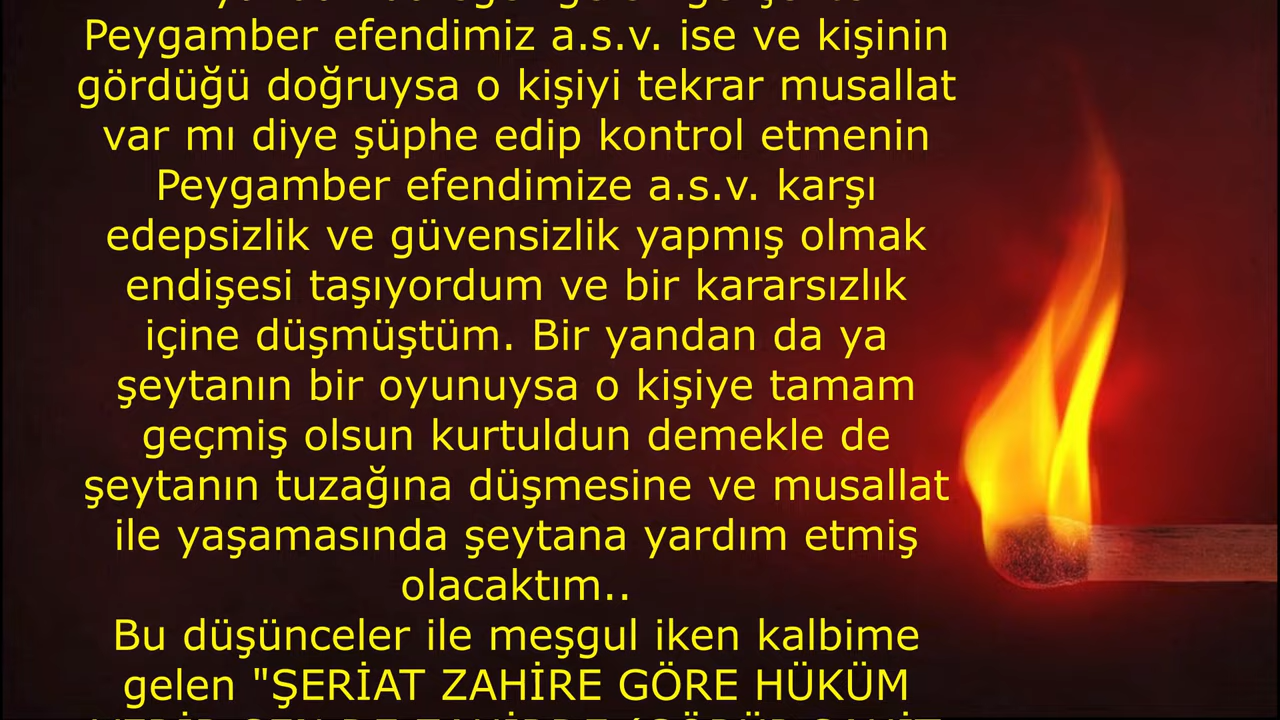 Peygamber efendimiz a.s.v. ise ve kişinin
gördüğü doğruysa o kişiyi tekrar musallat
var mı diye şüphe edip kontrol etmenin
Peygamber efendimize a.s.v. karşı
edepsizlik ve güvensizlik yapmış olmak
endişesi taşıyordum ve bir kararsızlık
içine düşmüştüm. Bir yandan da ya
şeytanın bir oyunuysa o kişiye tamam
geçmiş olsun kurtuldun demekle de
şeytanın tuzağına düşmesine ve musallat
ile yaşamasında şeytana yardım etmiş
olacaktım..
Bu düşünceler ile meşgul iken kalbime
gelen "ŞERİAT ZAHİRE GÖRE HÜKÜM